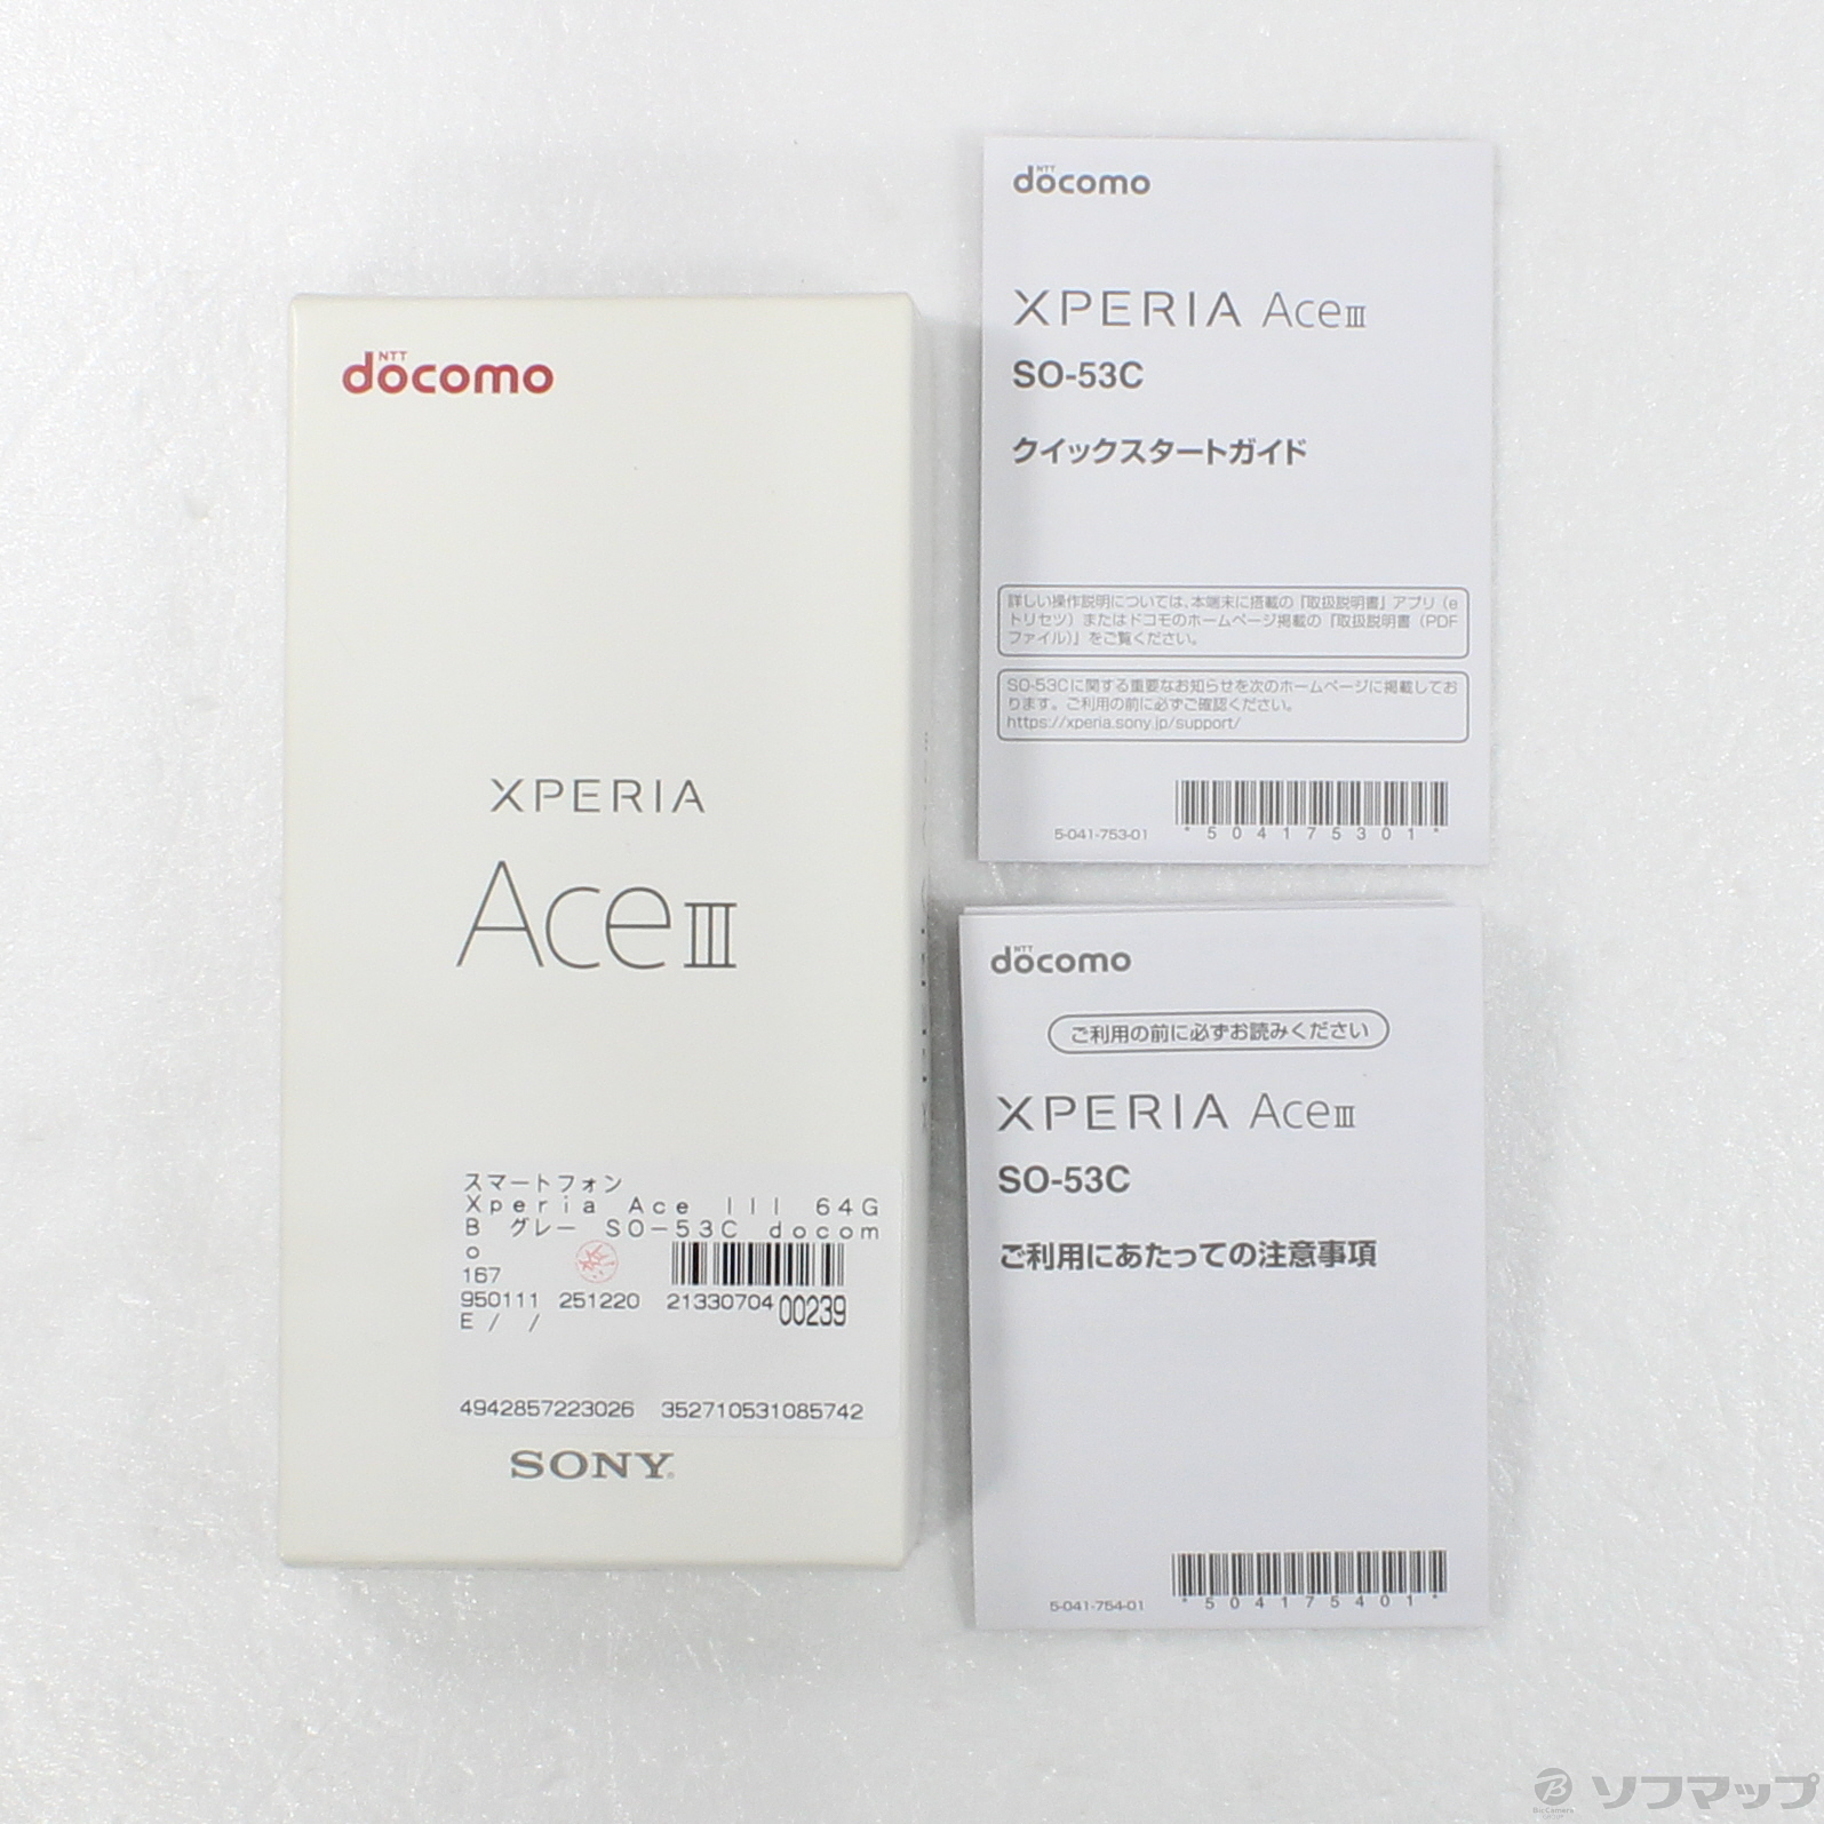 NTT
docomo
XPERIA
Ace III
スマートフォン
Xperia Ace III 64G
B グレー SO-53C docom
o
167
950111 251220 21330704 00239
E / /
4942857223026 352710531085742
SONY
NTT
docomo
XPERIA Ace III
SO-53C
クイックスタートガイド
詳しい操作説明については、本端末に搭載の『取扱説明書』アプリ（e
トリセツ）またはドコモのホームページ掲載の『取扱説明書（PDF
ファイル）』をご覧ください。
SO-53Cに関する重要なお知らせを次のホームページに掲載してお
ります。ご利用の前に必ずご確認ください。
https://xperia.sony.jp/support/
5-041-753-01
*504175301*
NTT
docomo
ご利用の前に必ずお読みください
XPERIA Ace III
SO-53C
ご利用にあたっての注意事項
5-041-754-01
*504175401*
ソフマップ